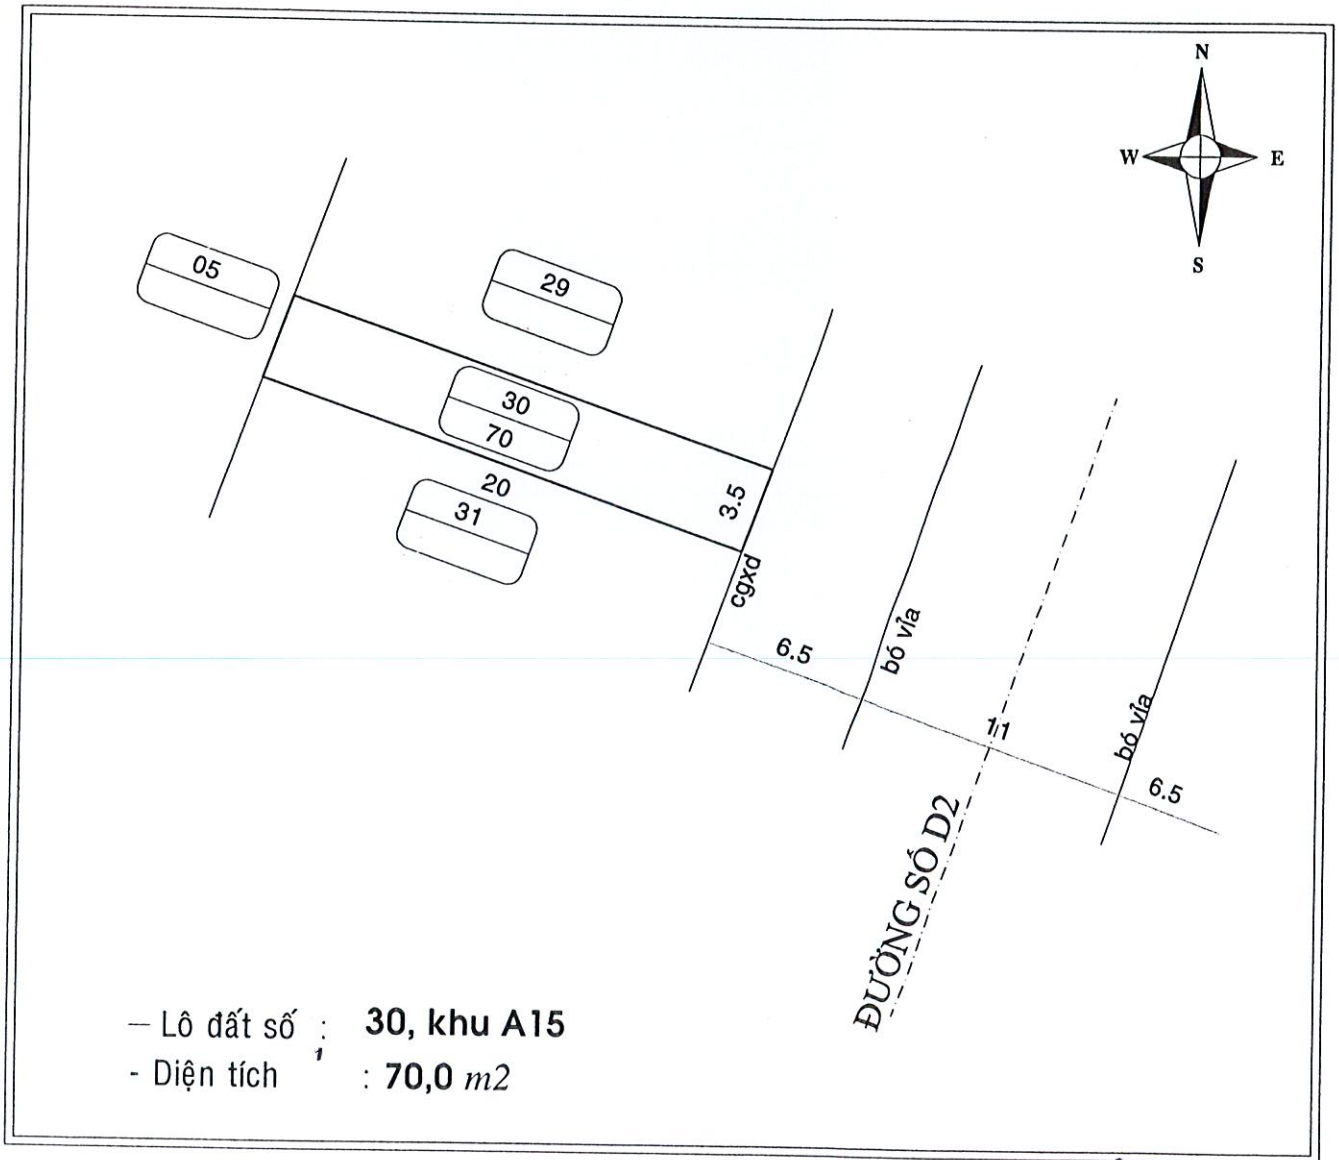 N
W
E
S
05
29
30
70
20
31
3.5
cgxd
6.5
bó vỉa
11
bó vỉa
6.5
ĐƯỜNG SỐ D2
— Lô đất số : 30, khu A15
- Diện tích : 70,0 m2